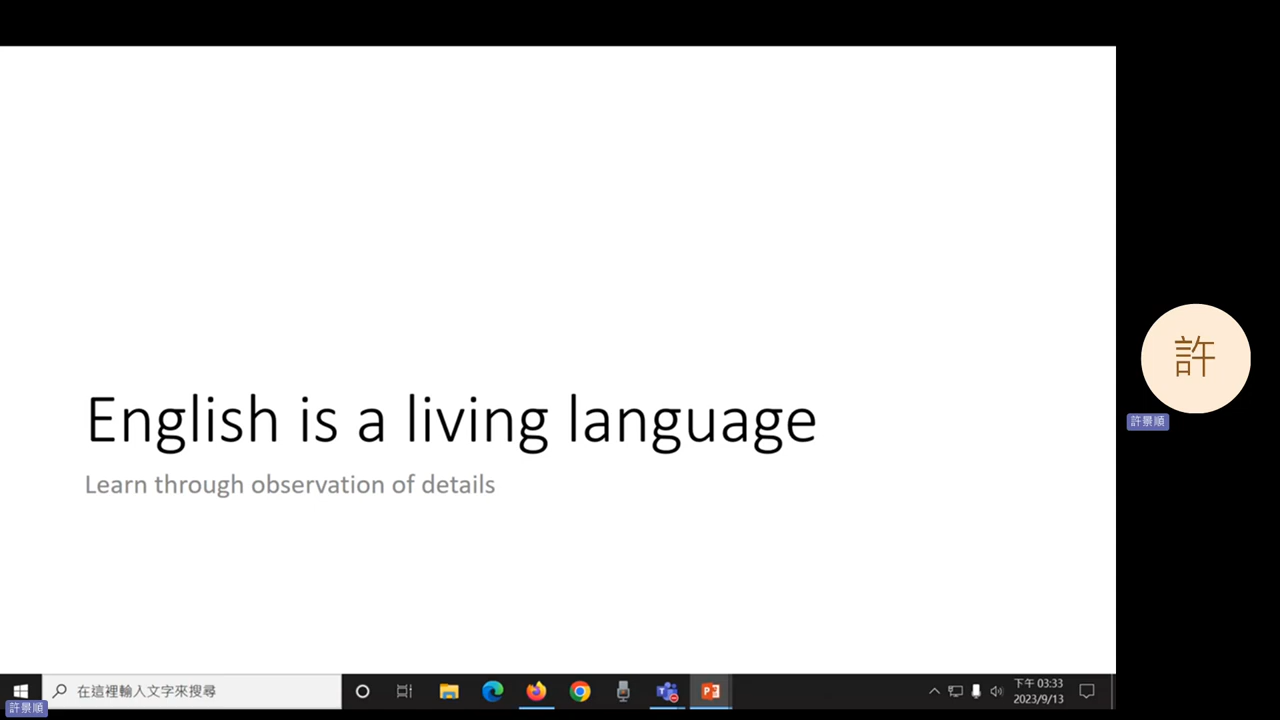 English is a living language
Learn through observation of details
許
許景順
在這裡輸入文字來搜尋
下午 03:33
2023/9/13
許景順